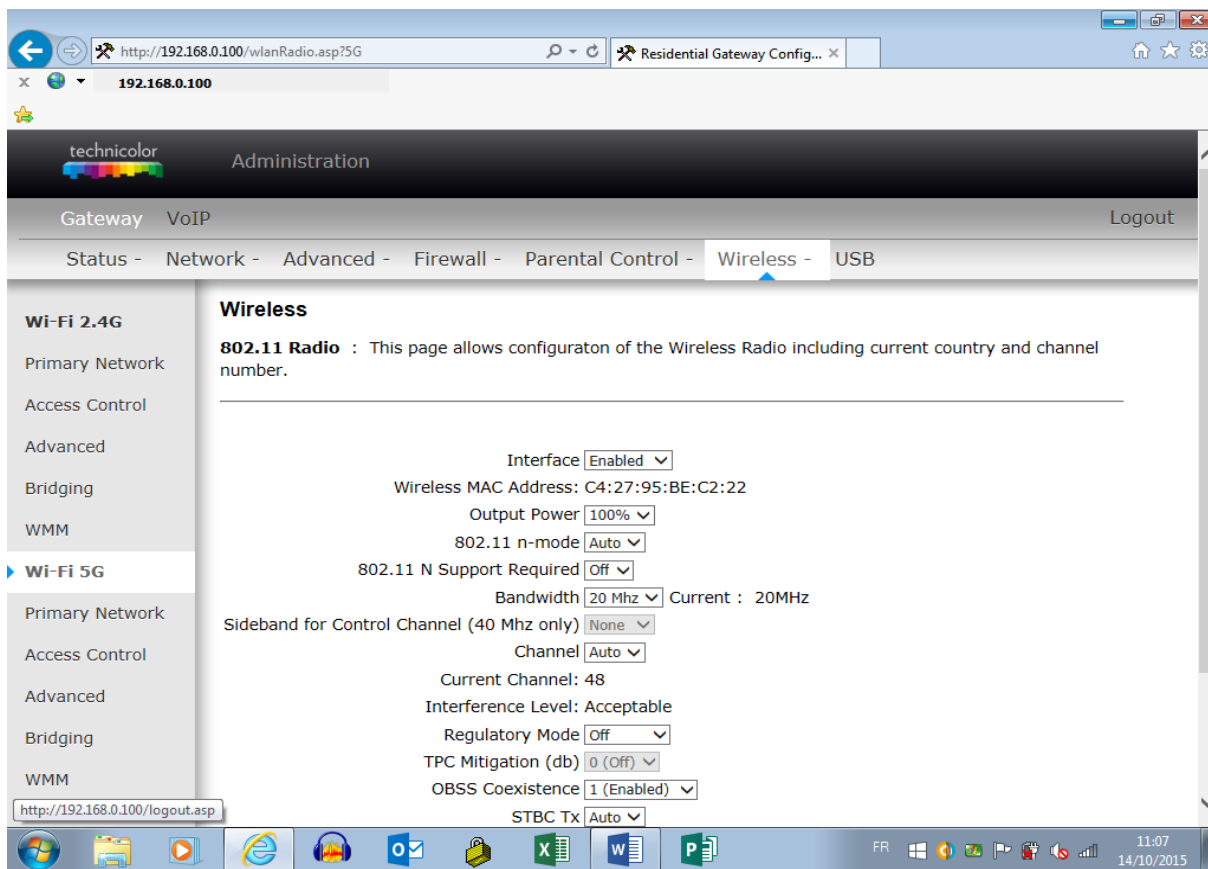 http://192.168.0.100/wlanRadio.asp?5G
Residential Gateway Config...
192.168.0.100
technicolor
Administration
Gateway VoIP Logout
Status - Network - Advanced - Firewall - Parental Control - Wireless - USB
Wi-Fi 2.4G
Primary Network
Access Control
Advanced
Bridging
WMM
Wi-Fi 5G
Primary Network
Access Control
Advanced
Bridging
WMM
Wireless
802.11 Radio : This page allows configuraton of the Wireless Radio including current country and channel
number.
Interface Enabled
Wireless MAC Address: C4:27:95:BE:C2:22
Output Power 100%
802.11 n-mode Auto
802.11 N Support Required Off
Bandwidth 20 Mhz Current : 20MHz
Sideband for Control Channel (40 Mhz only) None
Channel Auto
Current Channel: 48
Interference Level: Acceptable
Regulatory Mode Off
TPC Mitigation (db) 0 (Off)
OBSS Coexistence 1 (Enabled)
STBC Tx Auto
http://192.168.0.100/logout.asp
FR
11:07
14/10/2015